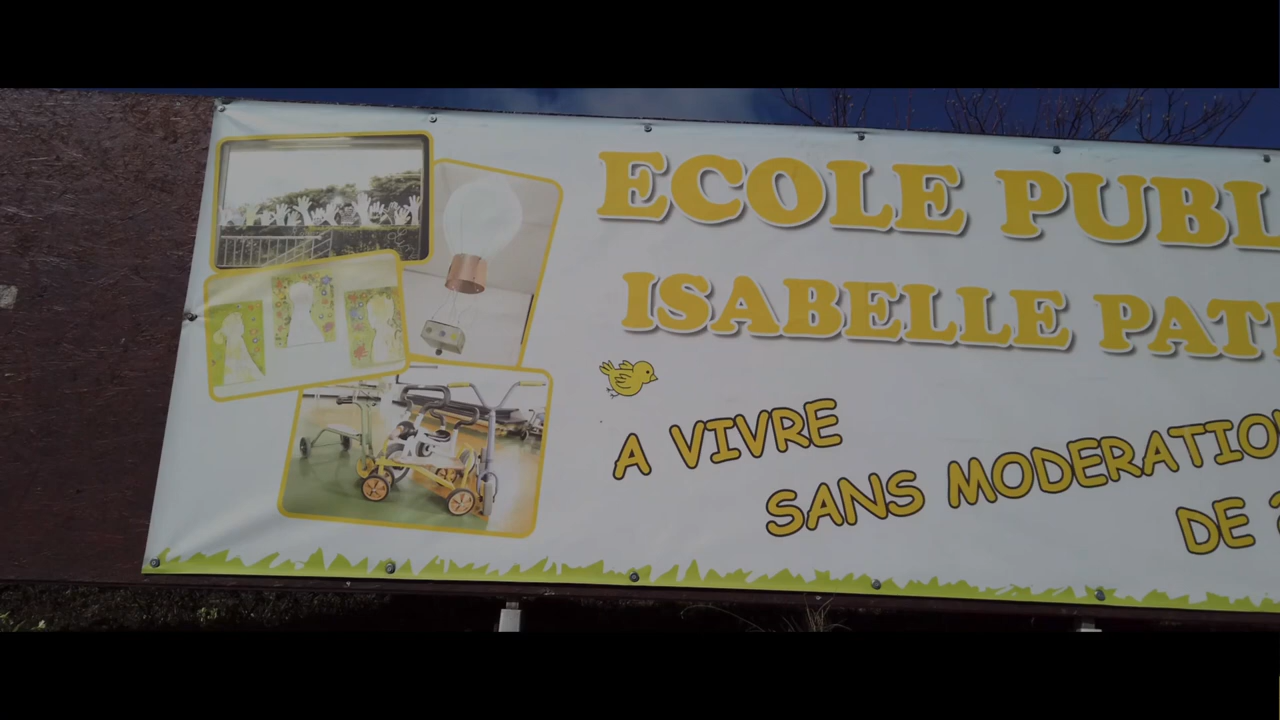 ECOLE PUBL
ISABELLE PAT
A VIVRE
SANS MODERATIO
DE